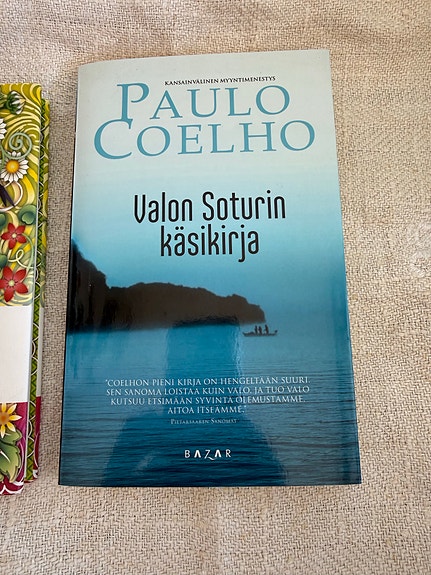 KANSAINVÄLINEN MYYNTIMENESTYS
PAULO
COELHO
Valon Soturin
käsikirja
"COELHON PIENI KIRJA ON HENGELTÄÄN SUURI.
SEN SANOMA LOISTAA KUIN VALO, JA TUO VALO
KUTSUU ETSIMÄÄN SYVINTÄ OLEMUSTAMME,
AITOA ITSEÄMME."
PIETARSAAREN SANOMAT
BAZAR